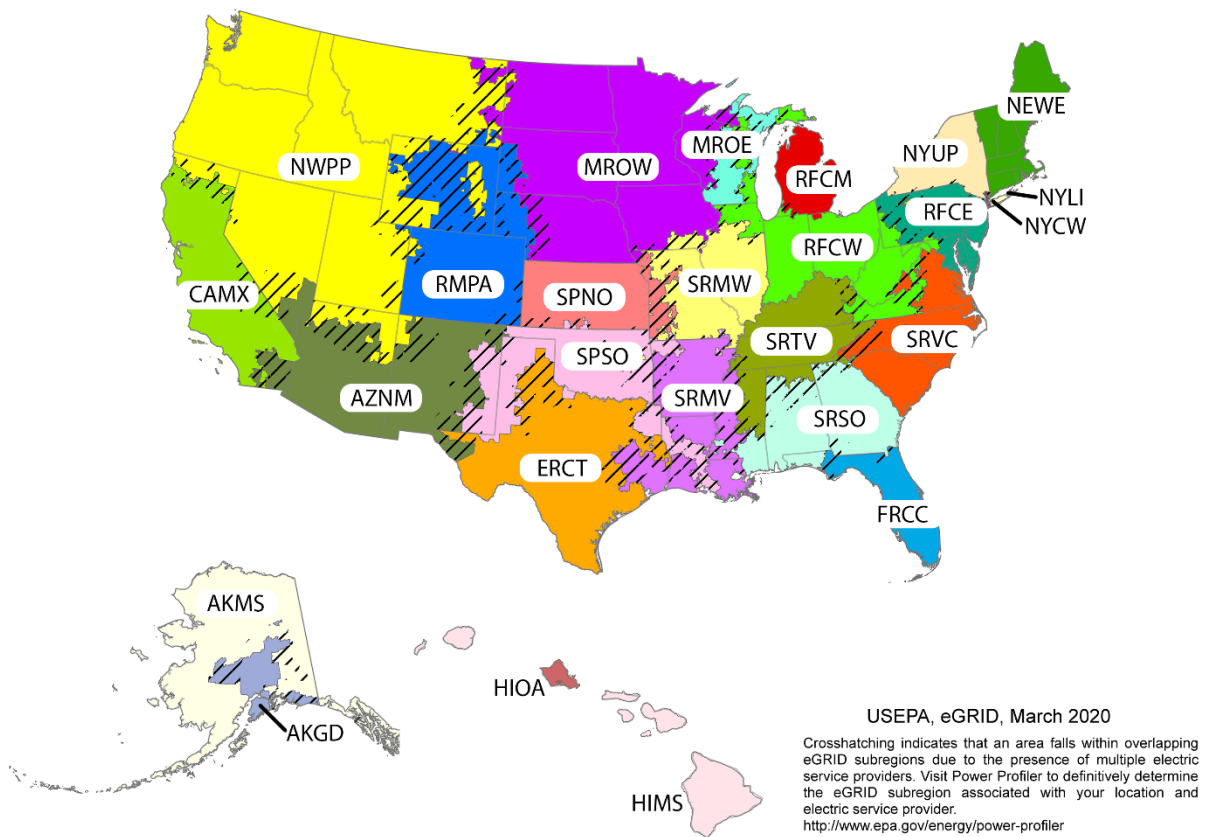 NEWE
MROE
NYUP
NWPP
MROW
RFCM
NYLI
RFCE
NYCW
RFCW
RMPA
SRMW
CAMX
SPNO
SRTV
SRVC
SPSO
AZNM
SRMV
SRSO
ERCT
FRCC
AKMS
HIOA
AKGD
HIMS
USEPA, eGRID, March 2020
Crosshatching indicates that an area falls within overlapping
eGRID subregions due to the presence of multiple electric
service providers. Visit Power Profiler to definitively determine
the eGRID subregion associated with your location and
electric service provider.
http://www.epa.gov/energy/power-profiler